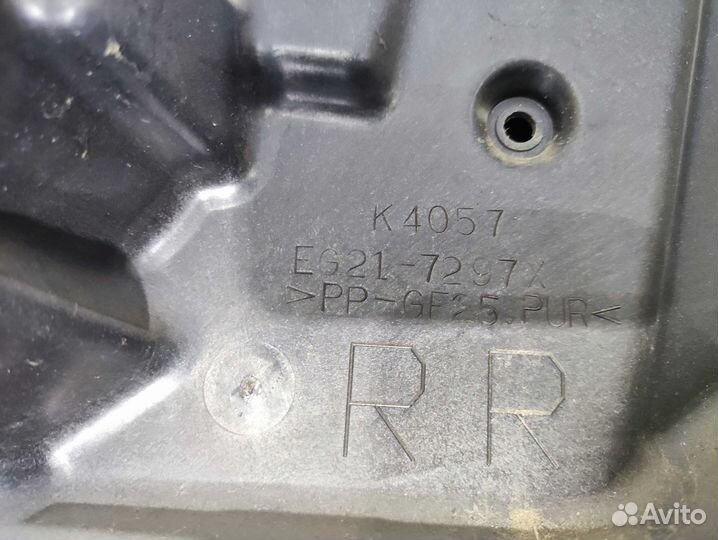 K4057
EG21-7297X
>PP-GF25,PUR<
RR
Avito